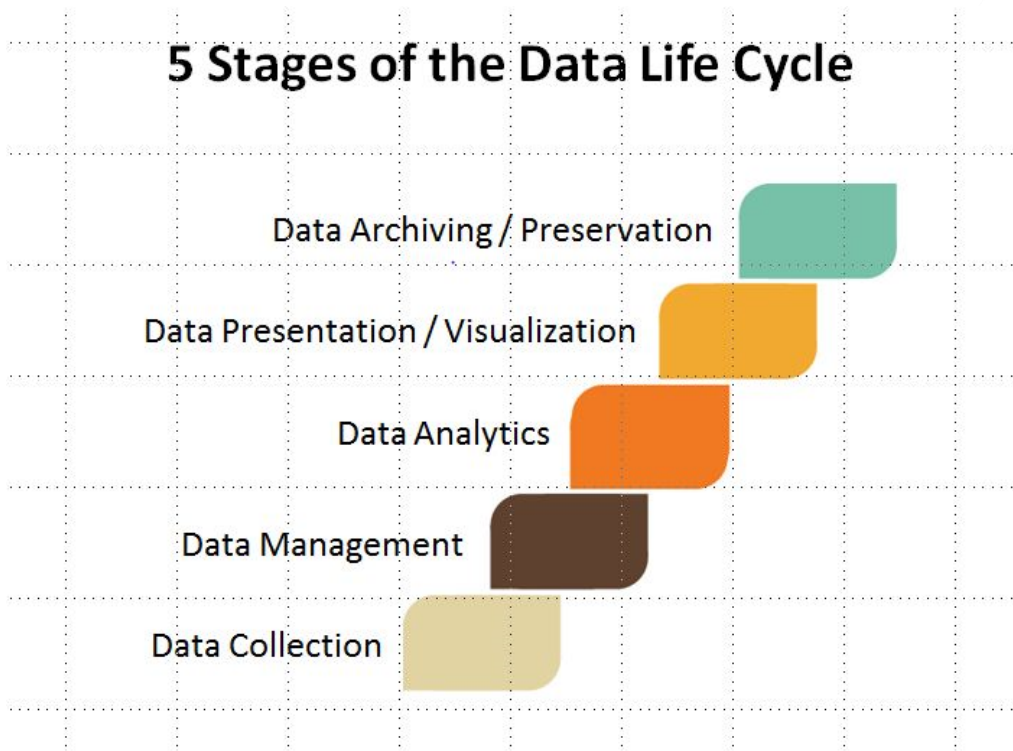 5 Stages of the Data Life Cycle
Data Archiving / Preservation
Data Presentation / Visualization
Data Analytics
Data Management
Data Collection